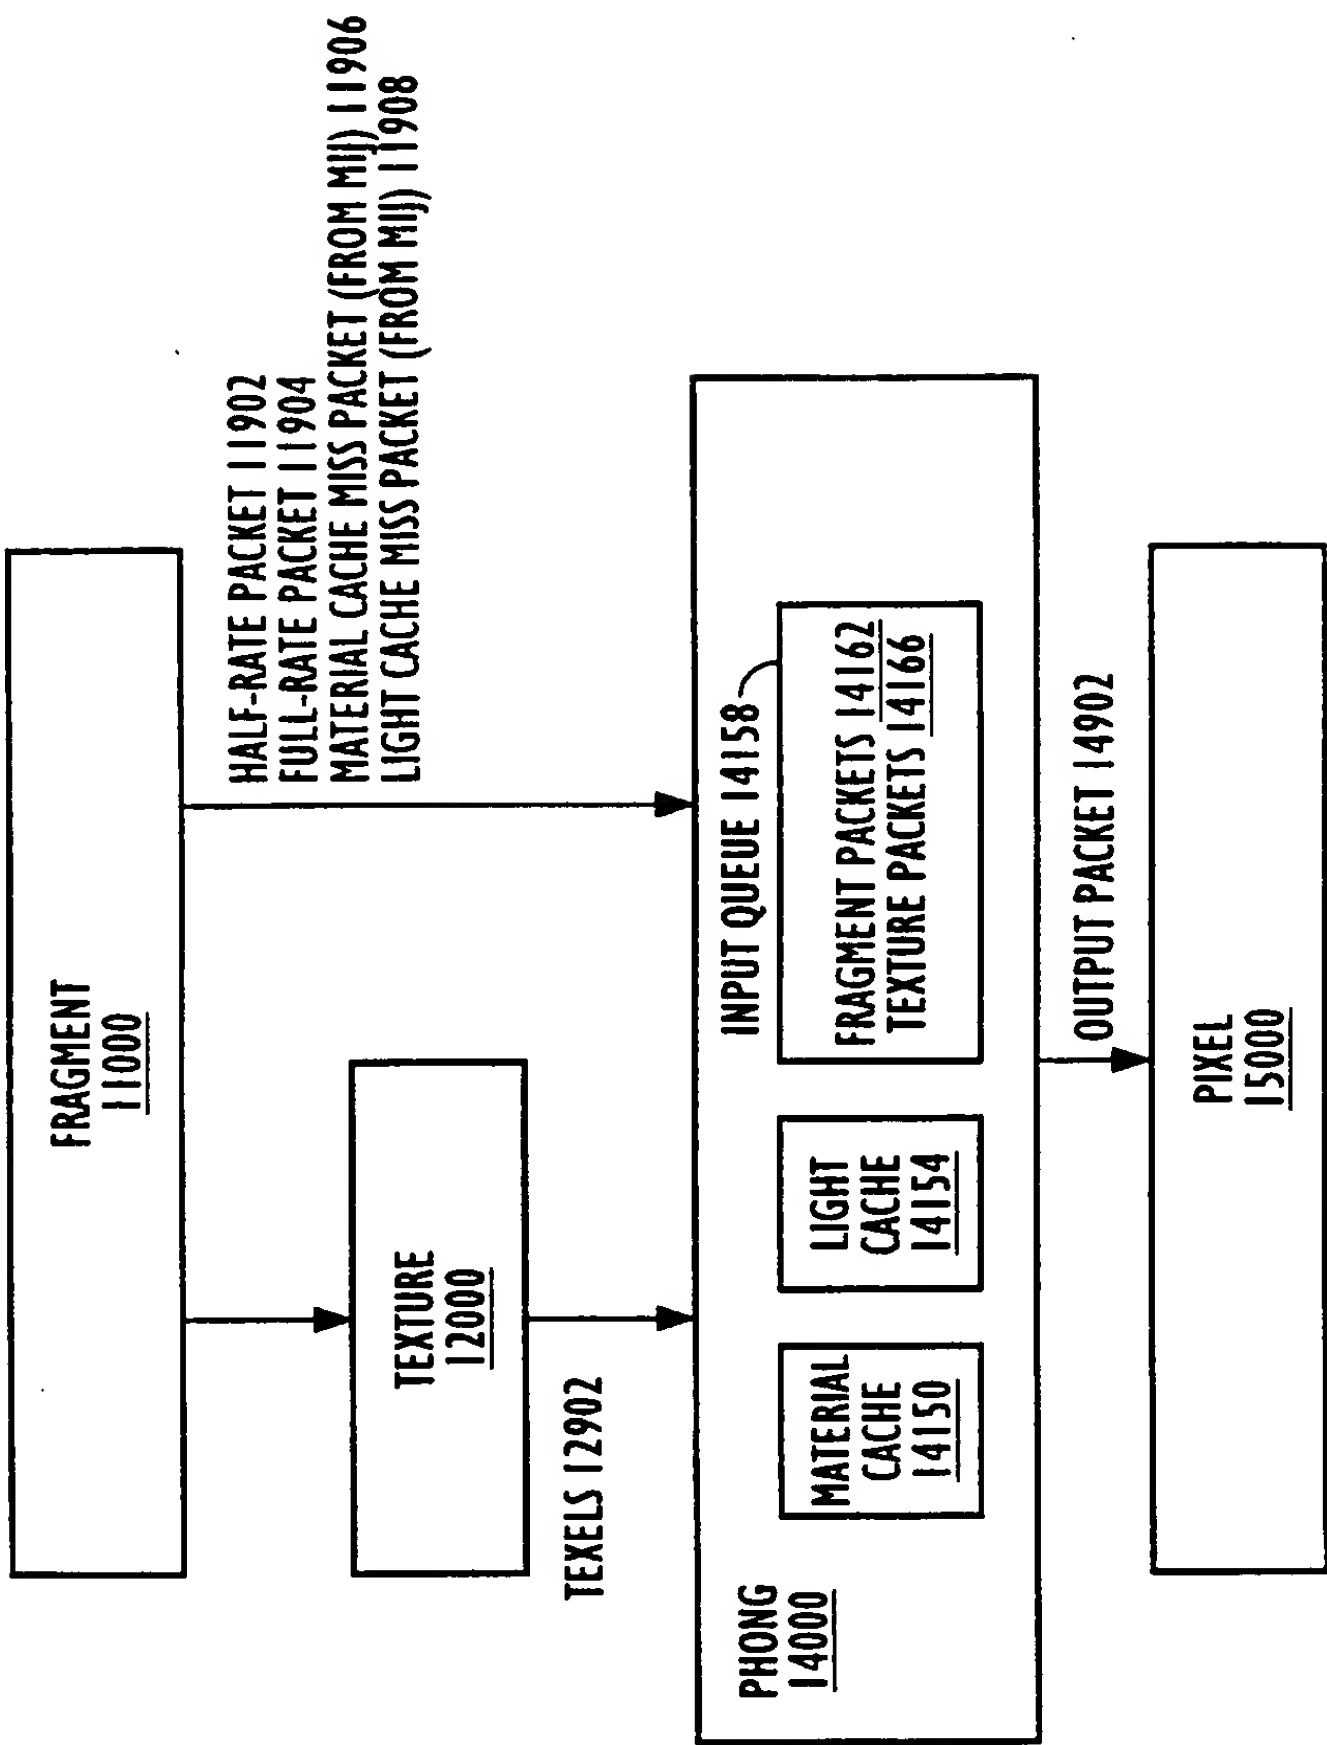 FRAGMENT
11000
HALF-RATE PACKET 11902
FULL-RATE PACKET 11904
MATERIAL CACHE MISS PACKET (FROM MIJ) 11906
LIGHT CACHE MISS PACKET (FROM MIJ) 11908
TEXTURE
12000
TEXELS 12902
PHONG
14000
MATERIAL
CACHE
14150
LIGHT
CACHE
14154
INPUT QUEUE 14158
FRAGMENT PACKETS 14162
TEXTURE PACKETS 14166
OUTPUT PACKET 14902
PIXEL
15000